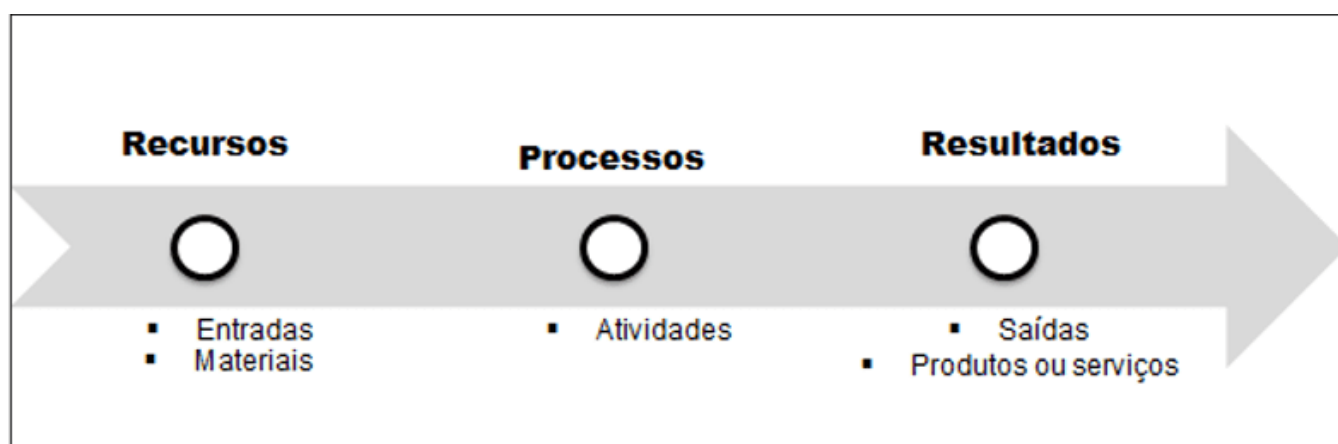 Recursos
Processos
Resultados
▪ Entradas
▪ Materiais
▪ Atividades
▪ Saídas
▪ Produtos ou serviços